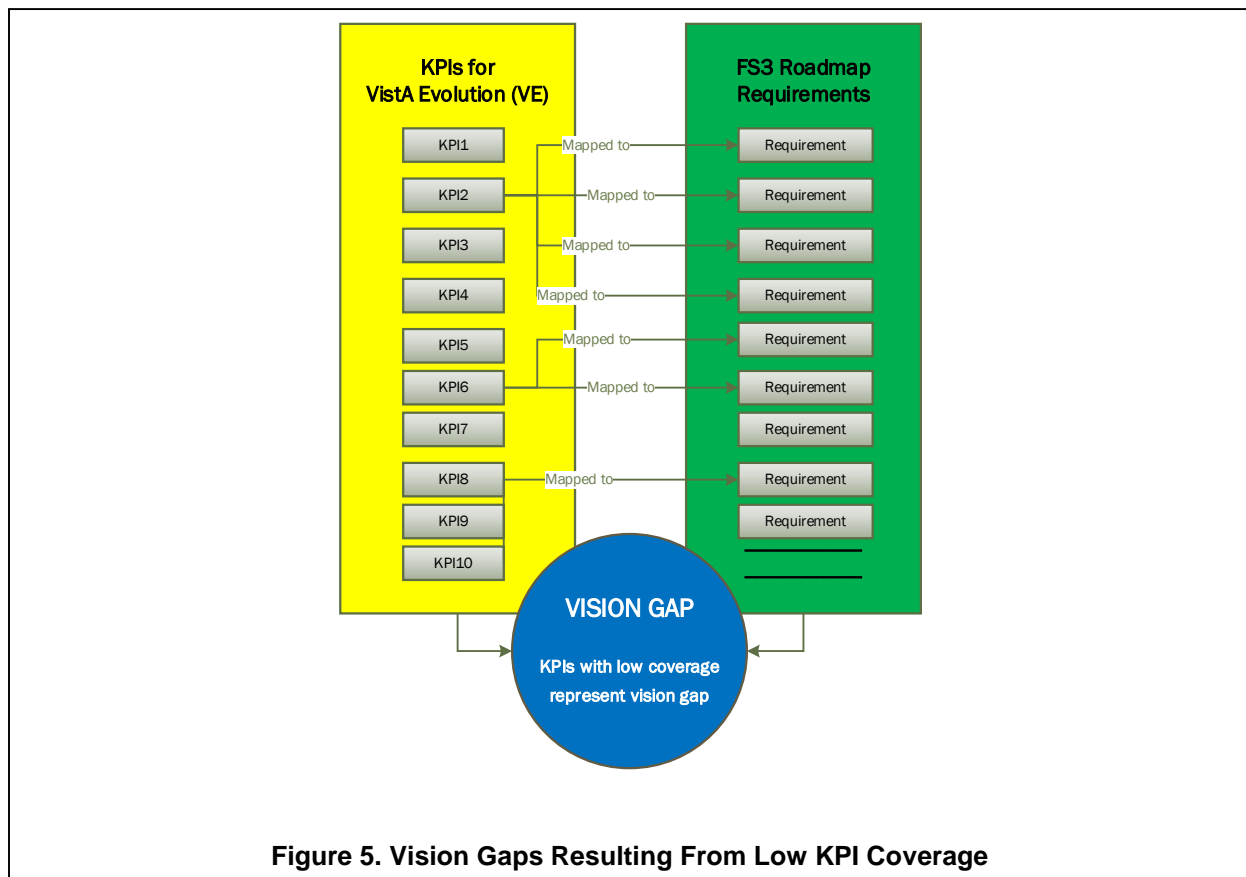 KPIs for
VistA Evolution (VE)
FS3 Roadmap
Requirements
KPI1
Mapped to
Requirement
KPI2
Mapped to
Requirement
KPI3
Mapped to
Requirement
KPI4
Mapped to
Requirement
KPI5
Mapped to
Requirement
KPI6
Mapped to
Requirement
KPI7
Requirement
KPI8
Mapped to
Requirement
KPI9
Requirement
KPI10
VISION GAP
KPIs with low coverage
represent vision gap
Figure 5. Vision Gaps Resulting From Low KPI Coverage